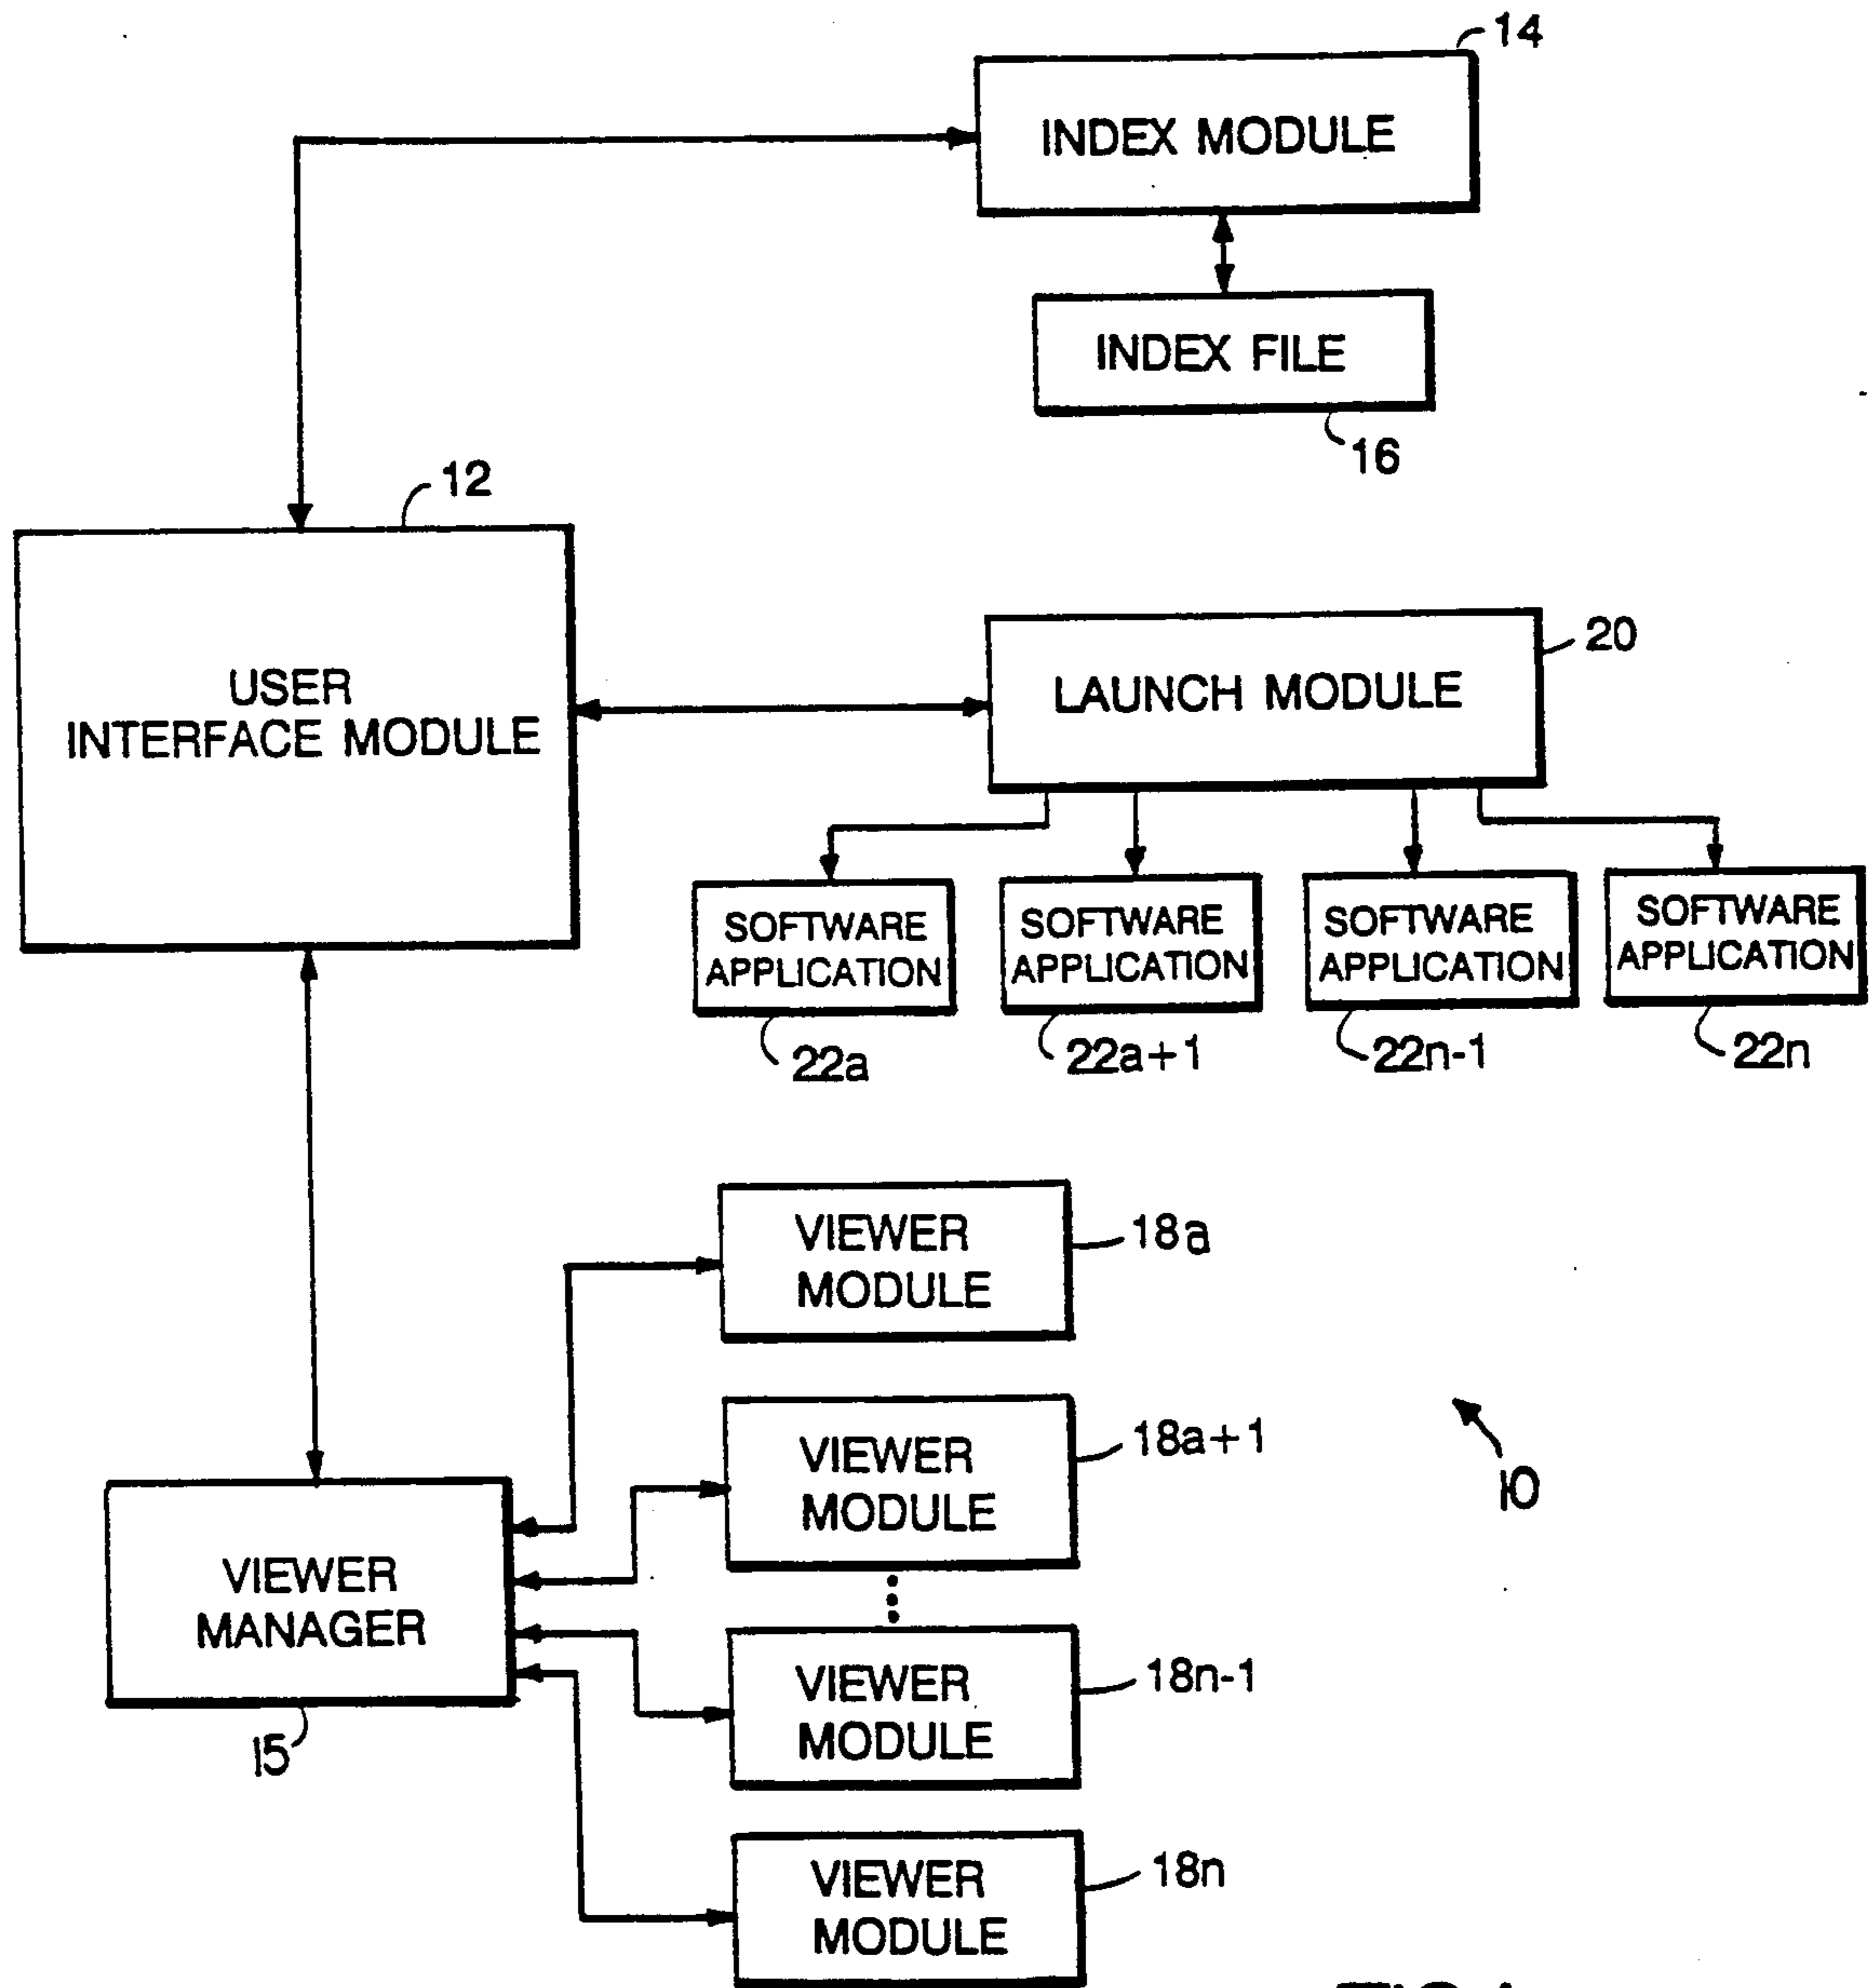 14
INDEX MODULE
INDEX FILE
16
12
USER
INTERFACE MODULE
20
LAUNCH MODULE
SOFTWARE
APPLICATION
SOFTWARE
APPLICATION
SOFTWARE
APPLICATION
SOFTWARE
APPLICATION
22a
22a+1
22n-1
22n
VIEWER
MODULE
18a
VIEWER
MODULE
18a+1
10
VIEWER
MANAGER
15
VIEWER
MODULE
18n-1
VIEWER
MODULE
18n